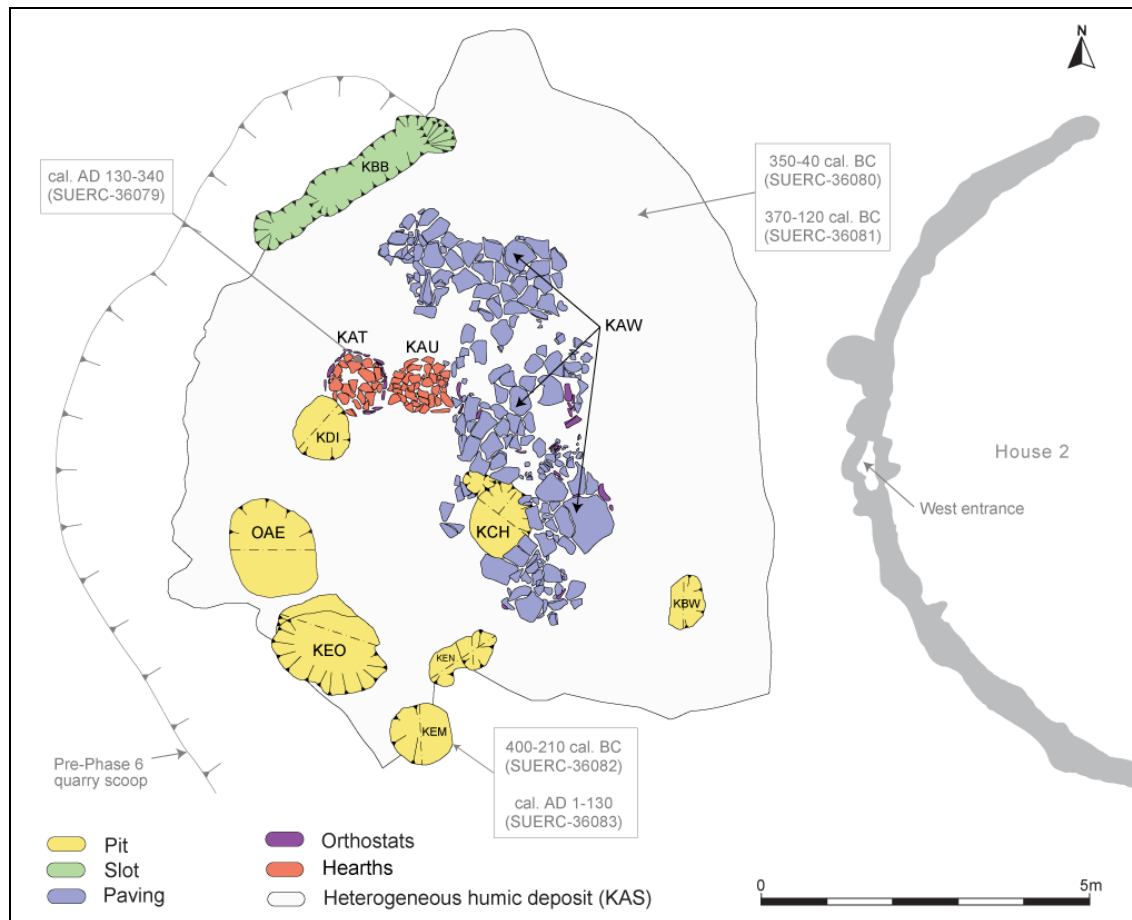 N
KBB
cal. AD 130-340
(SUERC-36079)
350-40 cal. BC
(SUERC-36080)
370-120 cal. BC
(SUERC-36081)
KAW
KAT
KAU
KDI
House 2
West entrance
OAE
KCH
KBW
KEO
KEN
KEM
400-210 cal. BC
(SUERC-36082)
cal. AD 1-130
(SUERC-36083)
Pre-Phase 6
quarry scoop
Pit
Slot
Paving
Orthostats
Hearths
Heterogeneous humic deposit (KAS)
0
5m